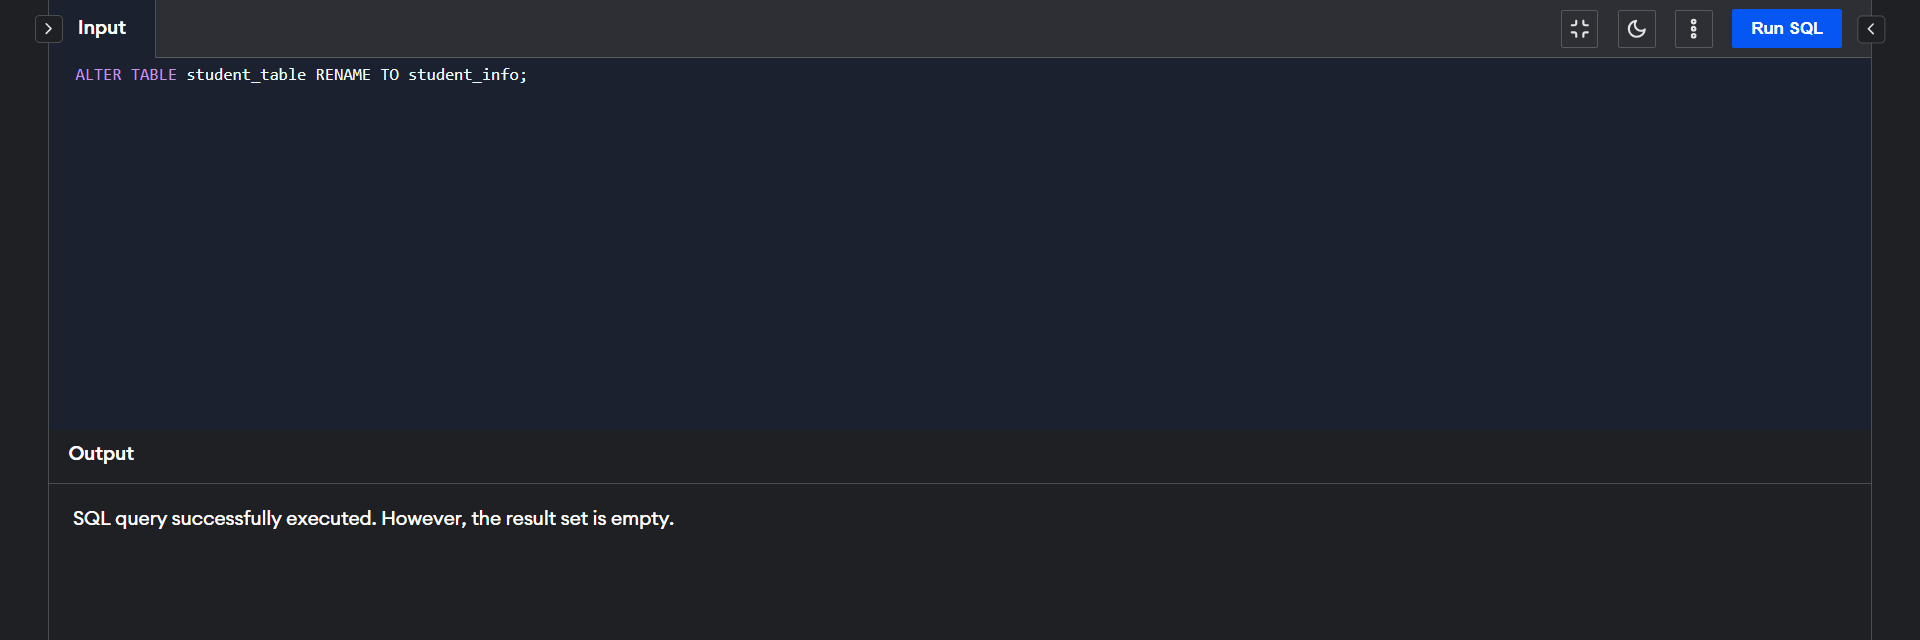 Input
Run SQL
ALTER TABLE student_table RENAME TO student_info;
Output
SQL query successfully executed. However, the result set is empty.